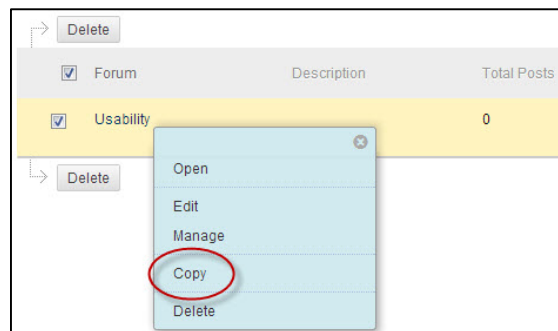 Delete
Forum Description Total Posts
Usability 0
Open
Delete
Edit
Manage
Copy
Delete